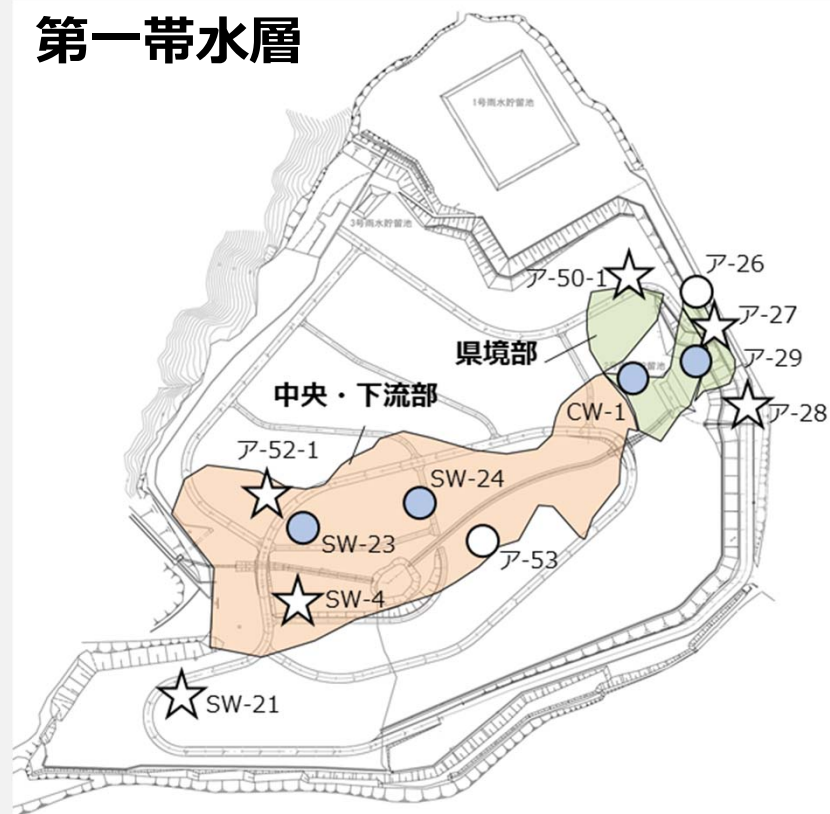 第一帯水層
1号雨水貯留池
3号雨水貯留池
ア-50-1
ア-26
ア-27
県境部
ア-29
中央・下流部
CW-1
ア-28
ア-52-1
SW-24
SW-23
ア-53
SW-4
SW-21